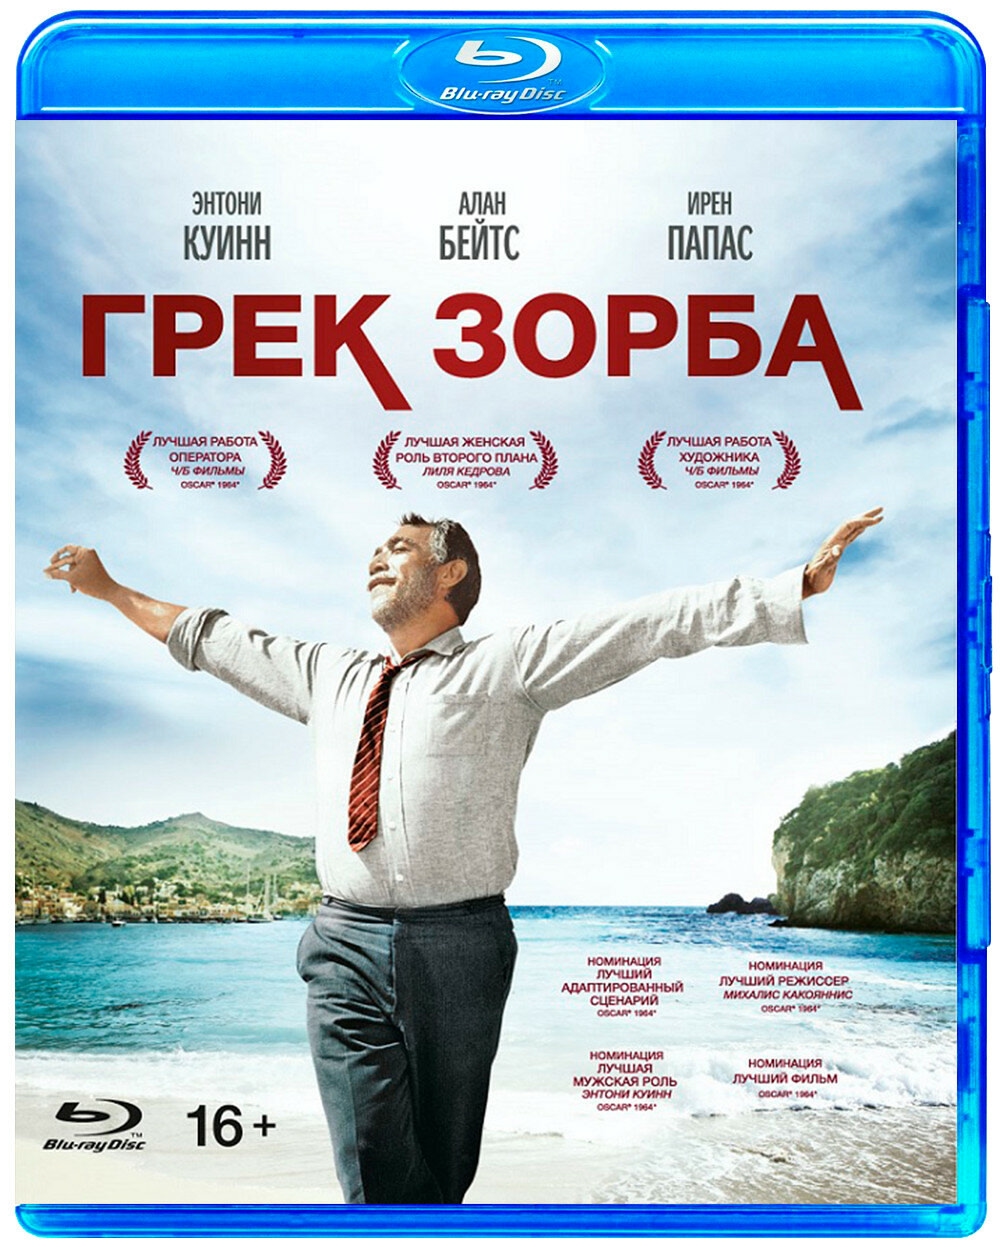 Blu-ray Disc™
ЭНТОНИ КУИНН
АЛАН БЕЙТС
ИРЕН ПАПАС
ГРЕК ЗОРБА
ЛУЧШАЯ РАБОТА
ОПЕРАТОРА
Ч/Б ФИЛЬМЫ
OSCAR® 1964*
ЛУЧШАЯ ЖЕНСКАЯ
РОЛЬ ВТОРОГО ПЛАНА
ЛИЛЯ КЕДРОВА
OSCAR® 1964*
ЛУЧШАЯ РАБОТА
ХУДОЖНИКА
Ч/Б ФИЛЬМЫ
OSCAR® 1964*
НОМИНАЦИЯ
ЛУЧШИЙ
АДАПТИРОВАННЫЙ
СЦЕНАРИЙ
OSCAR® 1964*
НОМИНАЦИЯ
ЛУЧШИЙ РЕЖИССЕР
МИХАЛИС КАКОЯННИС
OSCAR® 1964*
НОМИНАЦИЯ
ЛУЧШАЯ
МУЖСКАЯ РОЛЬ
ЭНТОНИ КУИНН
OSCAR® 1964*
НОМИНАЦИЯ
ЛУЧШИЙ ФИЛЬМ
OSCAR® 1964*
Blu-ray Disc™
16+